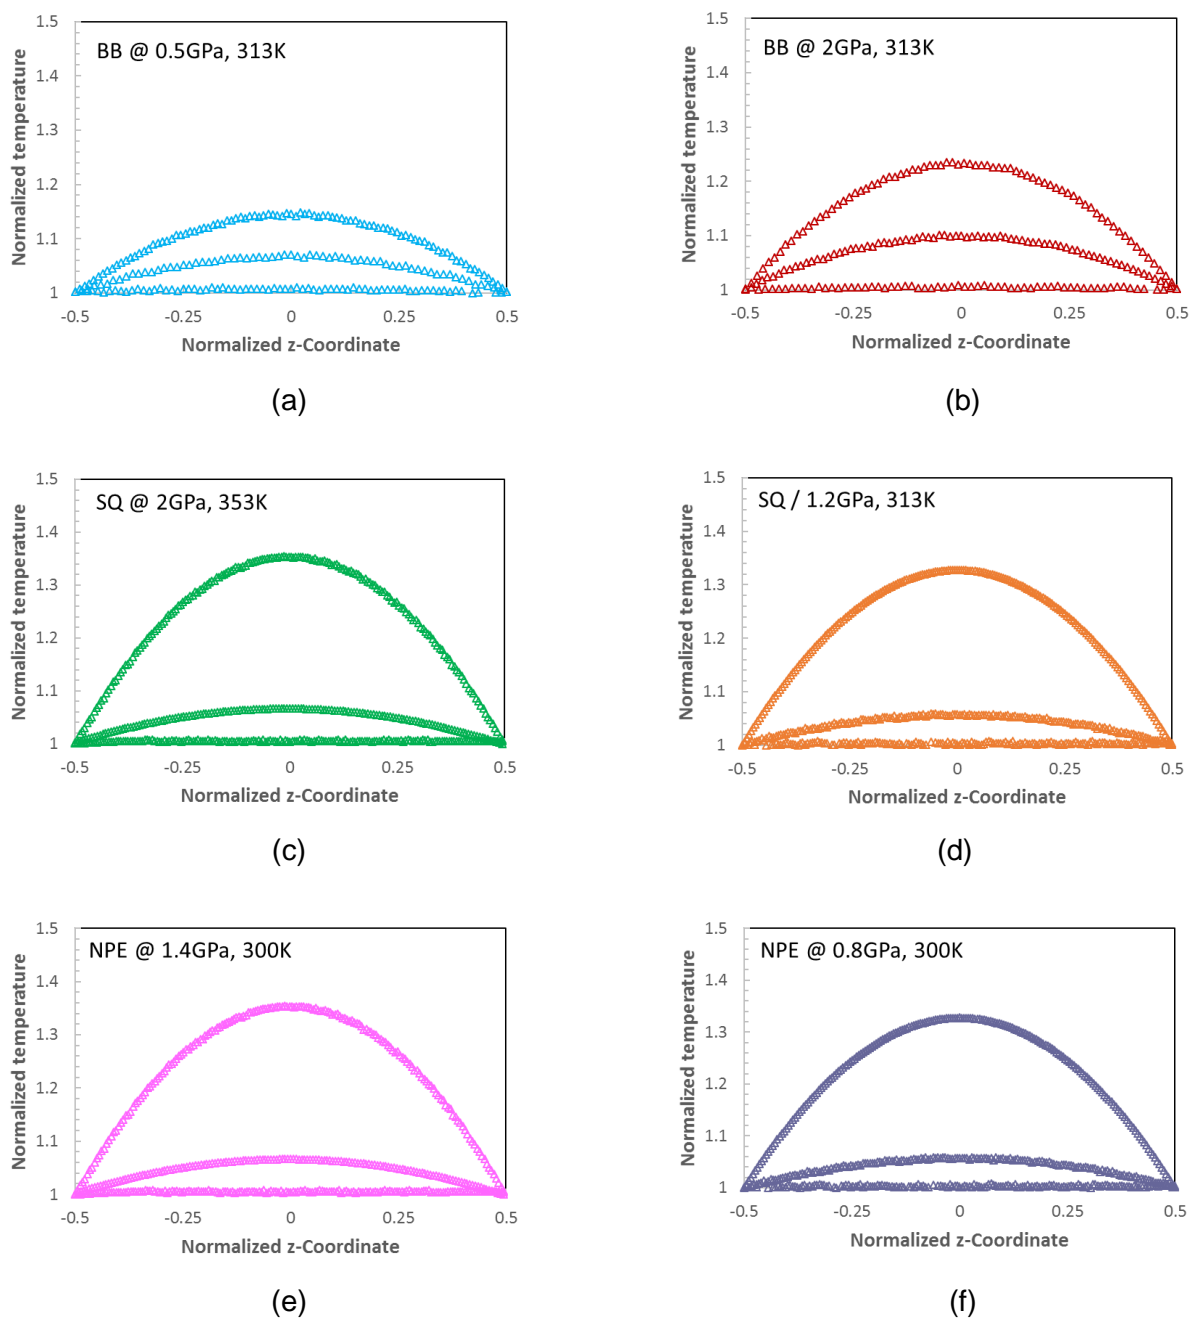 1.5
1.4
1.3
1.2
1.1
1
Normalized temperature
BB @ 0.5GPa, 313K
-0.5 -0.25 0 0.25 0.5
Normalized z-Coordinate
(a)
1.5
1.4
1.3
1.2
1.1
1
Normalized temperature
BB @ 2GPa, 313K
-0.5 -0.25 0 0.25 0.5
Normalized z-Coordinate
(b)
1.5
1.4
1.3
1.2
1.1
1
Normalized temperature
SQ @ 2GPa, 353K
-0.5 -0.25 0 0.25 0.5
Normalized z-Coordinate
(c)
1.5
1.4
1.3
1.2
1.1
1
Normalized temperature
SQ / 1.2GPa, 313K
-0.5 -0.25 0 0.25 0.5
Normalized z-Coordinate
(d)
1.5
1.4
1.3
1.2
1.1
1
Normalized temperature
NPE @ 1.4GPa, 300K
-0.5 -0.25 0 0.25 0.5
Normalized z-Coordinate
(e)
1.5
1.4
1.3
1.2
1.1
1
Normalized temperature
NPE @ 0.8GPa, 300K
-0.5 -0.25 0 0.25 0.5
Normalized z-Coordinate
(f)